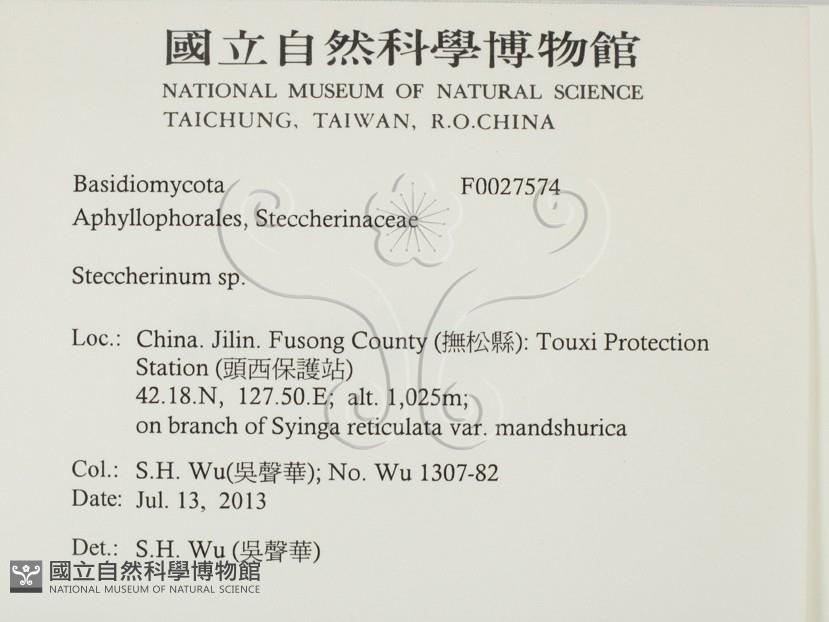 國立自然科學博物館
NATIONAL MUSEUM OF NATURAL SCIENCE
TAICHUNG, TAIWAN, R.O.CHINA
Basidiomycota F0027574
Aphyllophorales, Steccherinaceae
Steccherinum sp.
Loc.: China. Jilin. Fusong County (撫松縣): Touxi Protection
Station (頭西保護站)
42.18.N, 127.50.E; alt. 1,025m;
on branch of Syinga reticulata var. mandshurica
Col.: S.H. Wu(吳聲華); No. Wu 1307-82
Date: Jul. 13, 2013
Det.: S.H. Wu (吳聲華)
國立自然科學博物館
NATIONAL MUSEUM OF NATURAL SCIENCE